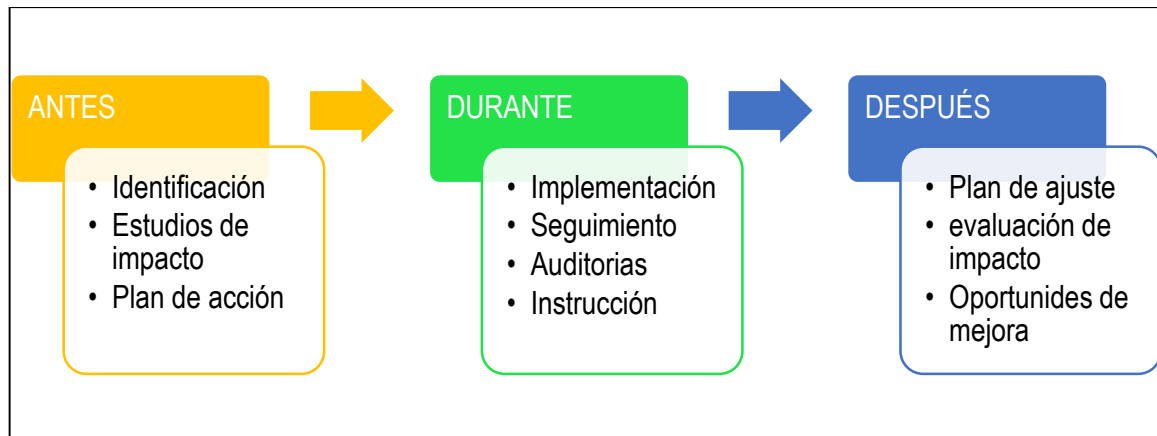 ANTES
• Identificación
• Estudios de
impacto
• Plan de acción
DURANTE
• Implementación
• Seguimiento
• Auditorias
• Instrucción
DESPUÉS
• Plan de ajuste
• evaluación de
impacto
• Oportunides de
mejora